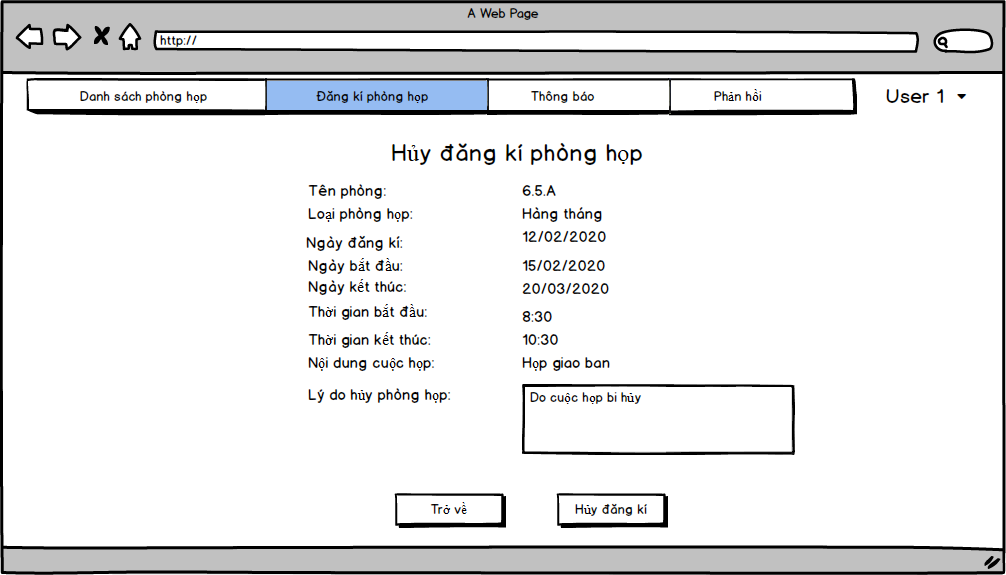 A Web Page
http://
Danh sách phòng họp Đăng kí phòng họp Thông báo Phản hồi User 1
Hủy đăng kí phòng họp
Tên phòng: 6.5.A
Loại phòng họp: Hàng tháng
Ngày đăng kí: 12/02/2020
Ngày bắt đầu: 15/02/2020
Ngày kết thúc: 20/03/2020
Thời gian bắt đầu: 8:30
Thời gian kết thúc: 10:30
Nội dung cuộc họp: Họp giao ban
Lý do hủy phòng họp: Do cuộc họp bi hủy
Trở về Hủy đăng kí